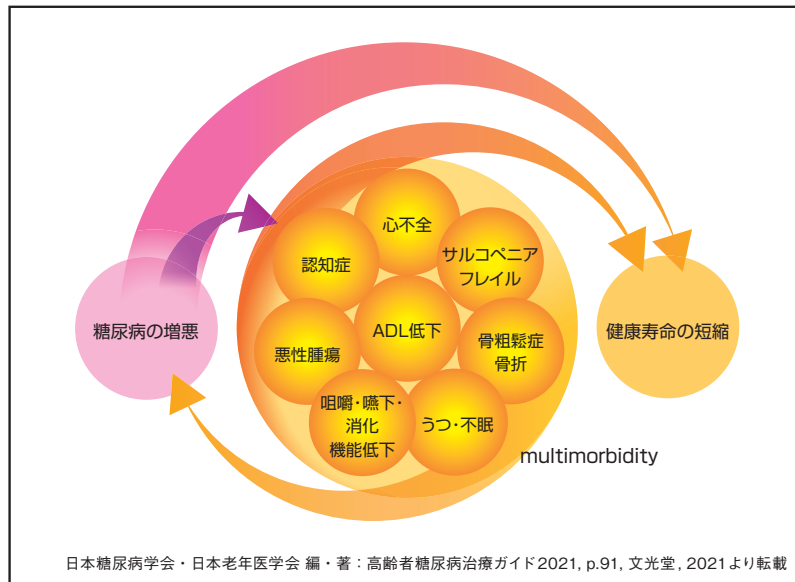 心不全
認知症
サルコペニア
フレイル
糖尿病の増悪
ADL低下
健康寿命の短縮
悪性腫瘍
骨粗鬆症
骨折
咀嚼・嚥下・
消化
機能低下
うつ・不眠
multimorbidity
日本糖尿病学会・日本老年医学会 編・著：高齢者糖尿病治療ガイド2021, p.91, 文光堂, 2021より転載